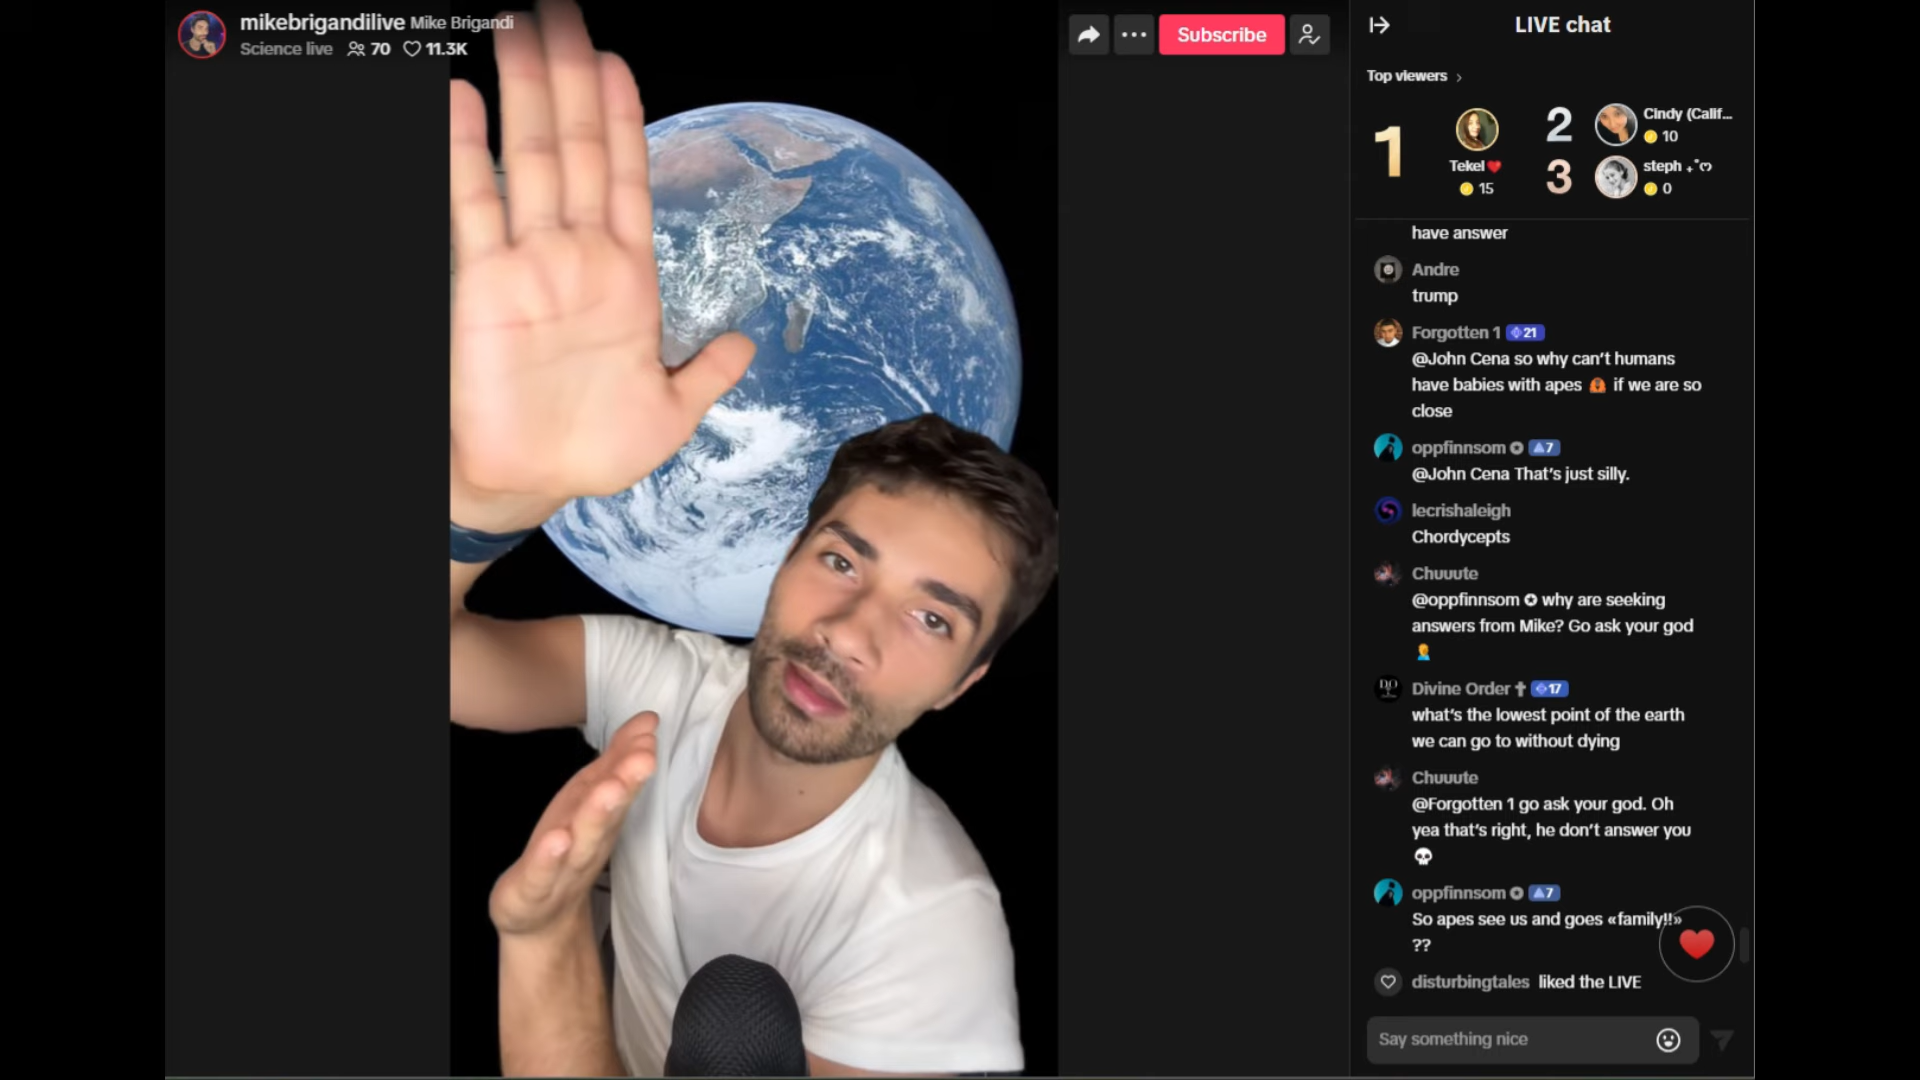 mikebrigandilive Mike Brigandi
Science live 70 11.3K
Subscribe
LIVE chat
Top viewers
1
Tekel
15
2
Cindy (Calif...
10
3
steph
0
have answer
Andre
trump
Forgotten 1 21
@John Cena so why can't humans
have babies with apes 🦧 if we are so
close
oppfinnsom 7
@John Cena That's just silly.
lecrishaleigh
Chordycepts
Chuuute
@oppfinnsom ✪ why are seeking
answers from Mike? Go ask your god
🤦
Divine Order ✝ 17
what's the lowest point of the earth
we can go to without dying
Chuuute
@Forgotten 1 go ask your god. Oh
yea that's right, he don't answer you
💀
oppfinnsom 7
So apes see us and goes «family!!»
??
disturbingtales liked the LIVE
Say something nice